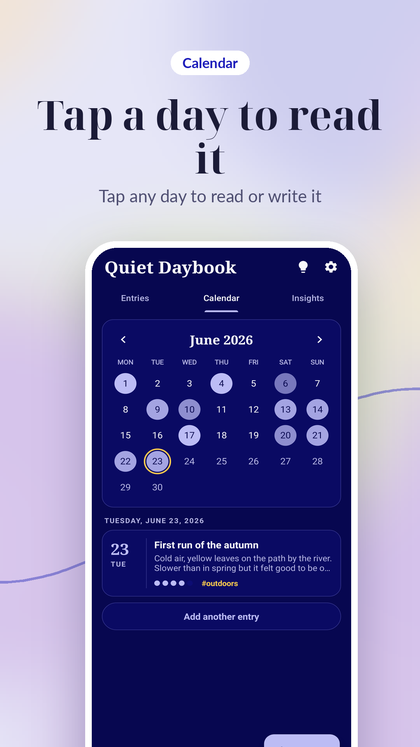 Calendar
Tap a day to read
it
Tap any day to read or write it
Quiet Daybook
Entries Calendar Insights
June 2026
MON TUE WED THU FRI SAT SUN
1 2 3 4 5 6 7
8 9 10 11 12 13 14
15 16 17 18 19 20 21
22 23 24 25 26 27 28
29 30
TUESDAY, JUNE 23, 2026
23 First run of the autumn
TUE Cold air, yellow leaves on the path by the river.
Slower than in spring but it felt good to be o...
#outdoors
Add another entry